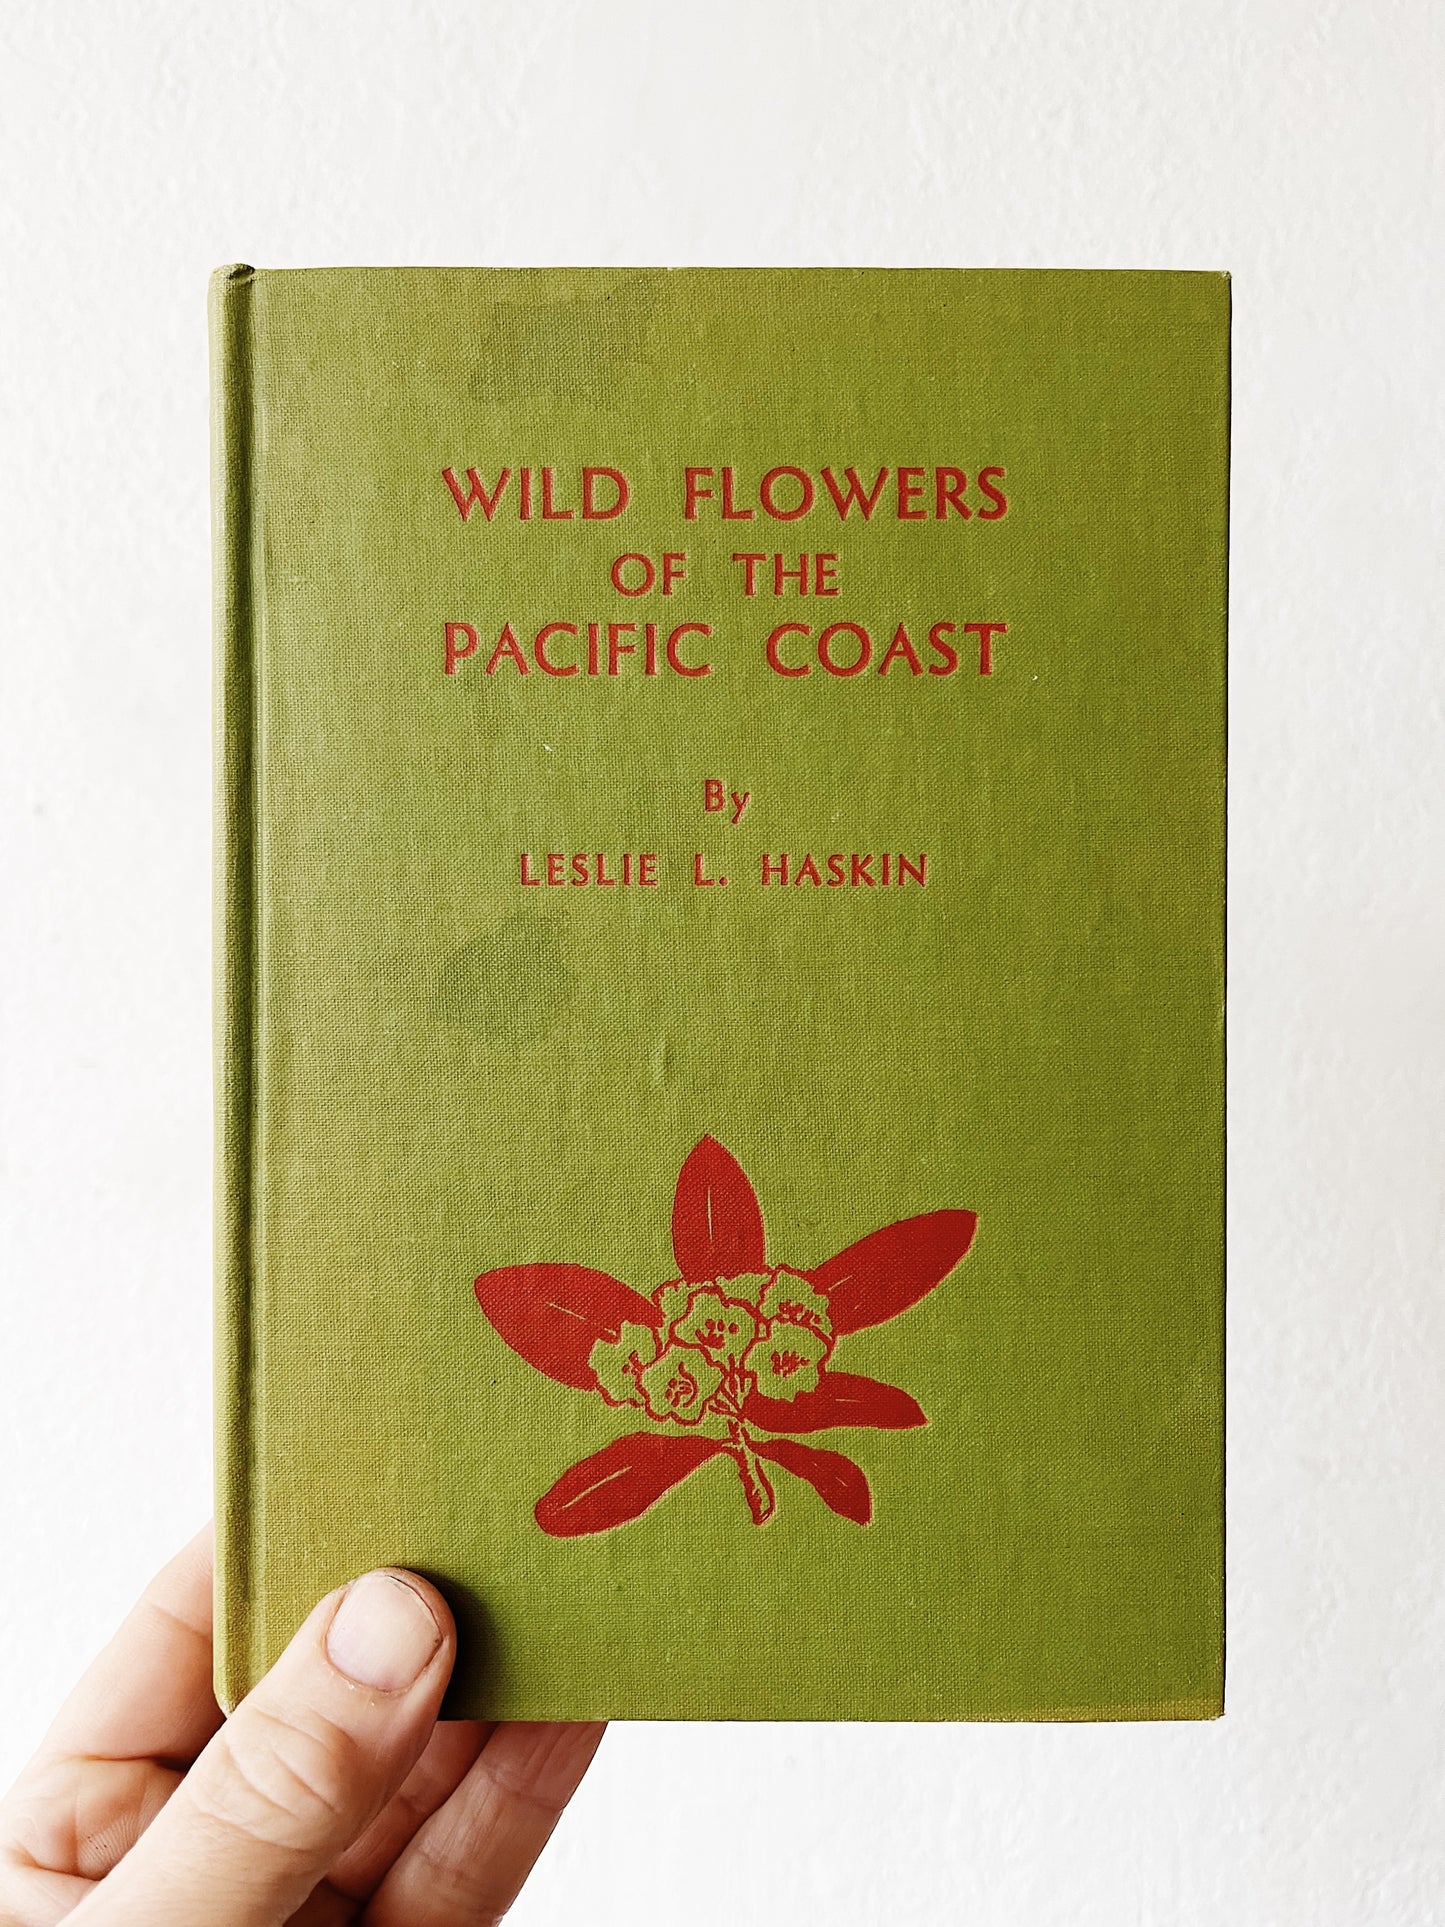 WILD FLOWERS
OF THE
PACIFIC COAST
By
LESLIE L. HASKIN